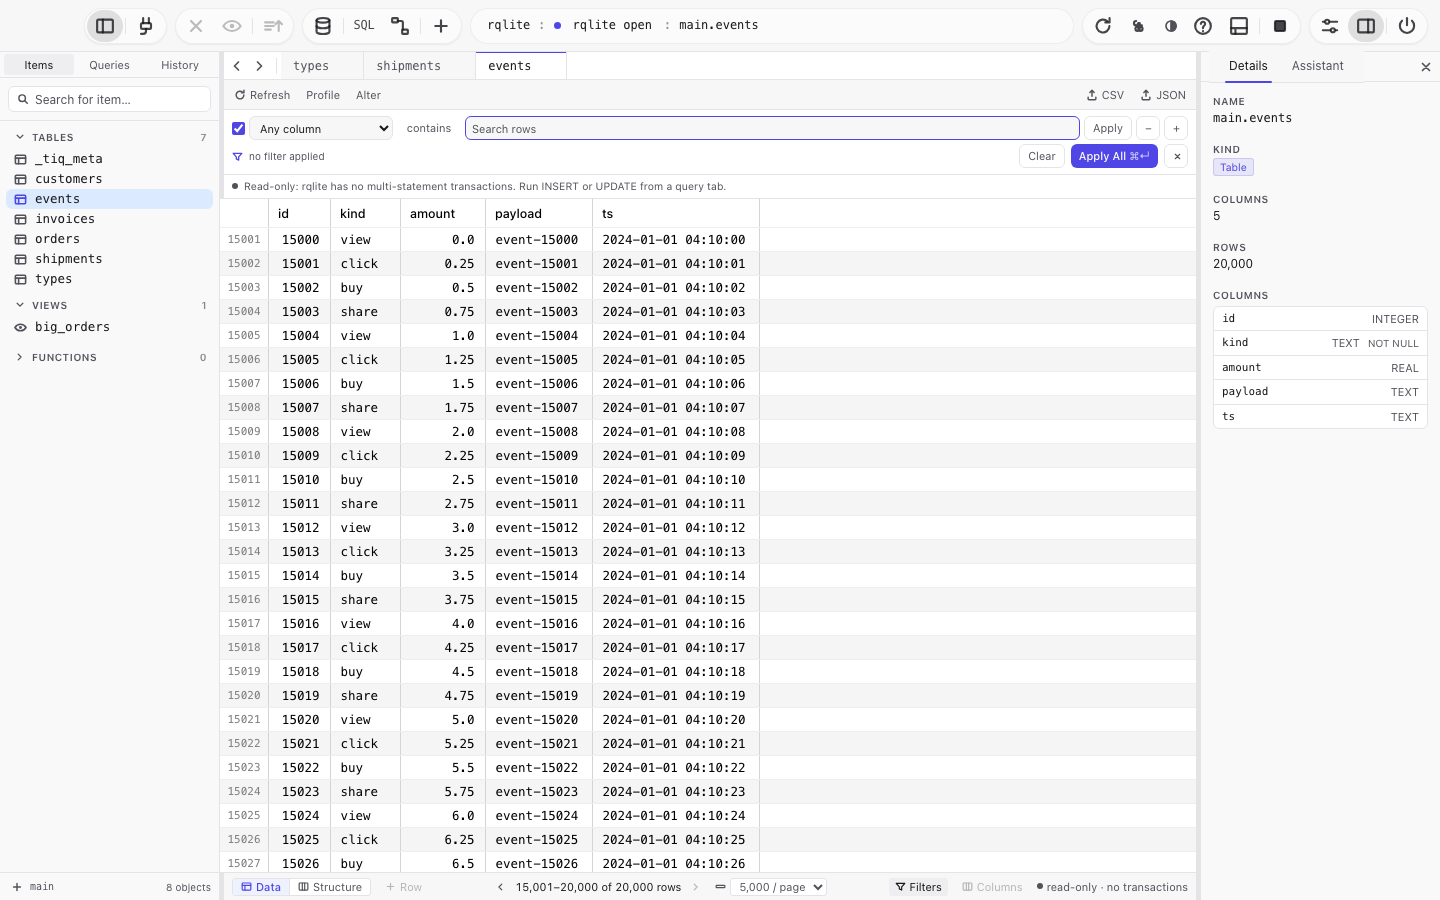 SQL
rqlite : rqlite open : main.events
Items Queries History
Search for item...
TABLES 7
_tiq_meta
customers
events
invoices
orders
shipments
types
VIEWS 1
big_orders
FUNCTIONS 0
+ main 8 objects
types shipments events
Refresh Profile Alter CSV JSON
Any column contains Search rows Apply − +
no filter applied Clear Apply All ⌘↵ ×
Read-only: rqlite has no multi-statement transactions. Run INSERT or UPDATE from a query tab.
id kind amount payload ts
15001 15000 view 0.0 event-15000 2024-01-01 04:10:00
15002 15001 click 0.25 event-15001 2024-01-01 04:10:01
15003 15002 buy 0.5 event-15002 2024-01-01 04:10:02
15004 15003 share 0.75 event-15003 2024-01-01 04:10:03
15005 15004 view 1.0 event-15004 2024-01-01 04:10:04
15006 15005 click 1.25 event-15005 2024-01-01 04:10:05
15007 15006 buy 1.5 event-15006 2024-01-01 04:10:06
15008 15007 share 1.75 event-15007 2024-01-01 04:10:07
15009 15008 view 2.0 event-15008 2024-01-01 04:10:08
15010 15009 click 2.25 event-15009 2024-01-01 04:10:09
15011 15010 buy 2.5 event-15010 2024-01-01 04:10:10
15012 15011 share 2.75 event-15011 2024-01-01 04:10:11
15013 15012 view 3.0 event-15012 2024-01-01 04:10:12
15014 15013 click 3.25 event-15013 2024-01-01 04:10:13
15015 15014 buy 3.5 event-15014 2024-01-01 04:10:14
15016 15015 share 3.75 event-15015 2024-01-01 04:10:15
15017 15016 view 4.0 event-15016 2024-01-01 04:10:16
15018 15017 click 4.25 event-15017 2024-01-01 04:10:17
15019 15018 buy 4.5 event-15018 2024-01-01 04:10:18
15020 15019 share 4.75 event-15019 2024-01-01 04:10:19
15021 15020 view 5.0 event-15020 2024-01-01 04:10:20
15022 15021 click 5.25 event-15021 2024-01-01 04:10:21
15023 15022 buy 5.5 event-15022 2024-01-01 04:10:22
15024 15023 share 5.75 event-15023 2024-01-01 04:10:23
15025 15024 view 6.0 event-15024 2024-01-01 04:10:24
15026 15025 click 6.25 event-15025 2024-01-01 04:10:25
15027 15026 buy 6.5 event-15026 2024-01-01 04:10:26
Data Structure + Row 15,001–20,000 of 20,000 rows 5,000 / page Filters Columns read-only · no transactions
Details Assistant
NAME
main.events
KIND
Table
COLUMNS
5
ROWS
20,000
COLUMNS
id INTEGER
kind TEXT NOT NULL
amount REAL
payload TEXT
ts TEXT